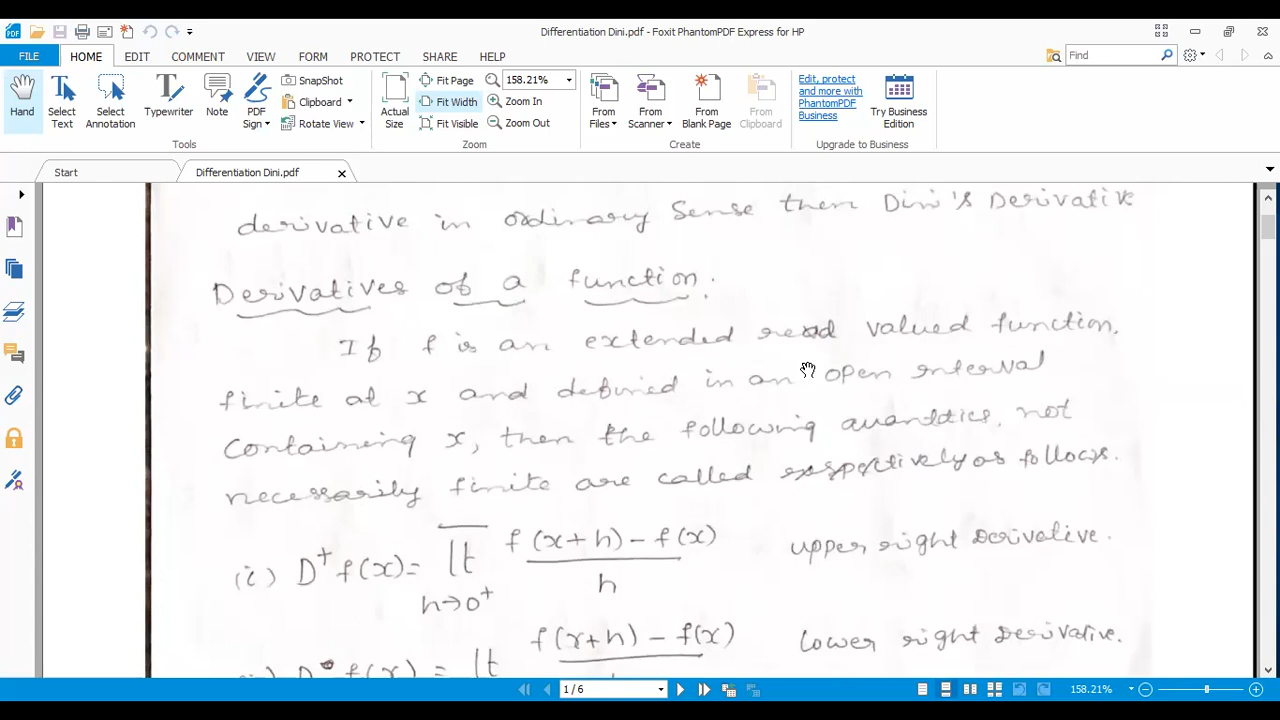 Differentiation Dini.pdf - Foxit PhantomPDF Express for HP
FILE HOME EDIT COMMENT VIEW FORM PROTECT SHARE HELP
Find
Hand
Select Text
Select Annotation
Typewriter
Note
PDF Sign
SnapShot
Clipboard
Rotate View
Actual Size
Fit Page
Fit Width
Fit Visible
158.21%
Zoom In
Zoom Out
From Files
From Scanner
From Blank Page
From Clipboard
Edit, protect and more with PhantomPDF Business
Try Business Edition
Tools Zoom Create Upgrade to Business
Start
Differentiation Dini.pdf
derivative in ordinary sense then Dini's Derivative
Derivatives of a function.
If f is an extended real valued function,
finite at x and defined in an open interval
containing x, then the following quantities, not
necessarily finite are called respectively as follows.
(i) D⁺ f(x) = l̅t̅ h→0⁺ f(x+h) – f(x) / h upper right Derivative.
f(x+h) – f(x) lower right Derivative.
f(x) = lt
1 / 6
158.21%